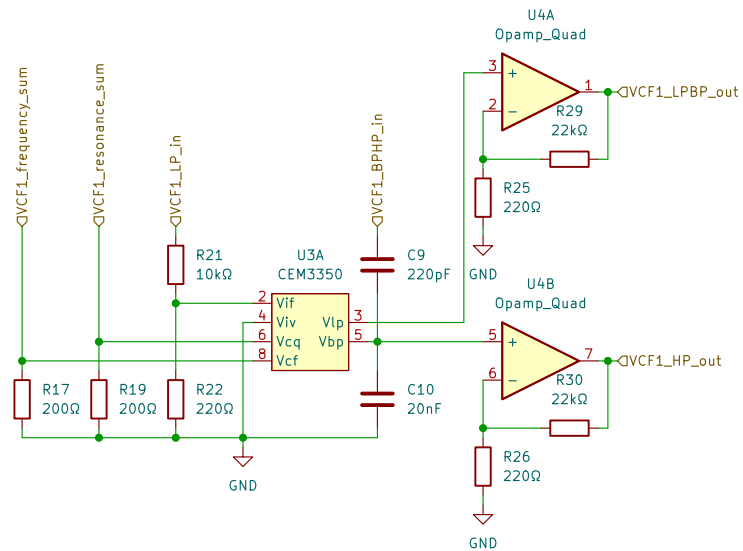 U4A
Opamp_Quad
3
+
2
−
1
VCF1_LPBP_out
R29
22kΩ
R25
220Ω
GND
VCF1_frequency_sum
VCF1_resonance_sum
VCF1_LP_in
VCF1_BPHP_in
R21
10kΩ
U3A
CEM3350
C9
220pF
2 Vif
4 Viv
6 Vcq
8 Vcf
Vlp 3
Vbp 5
U4B
Opamp_Quad
5
+
6
−
7
VCF1_HP_out
R30
22kΩ
R17
200Ω
R19
200Ω
R22
220Ω
C10
20nF
R26
220Ω
GND
GND